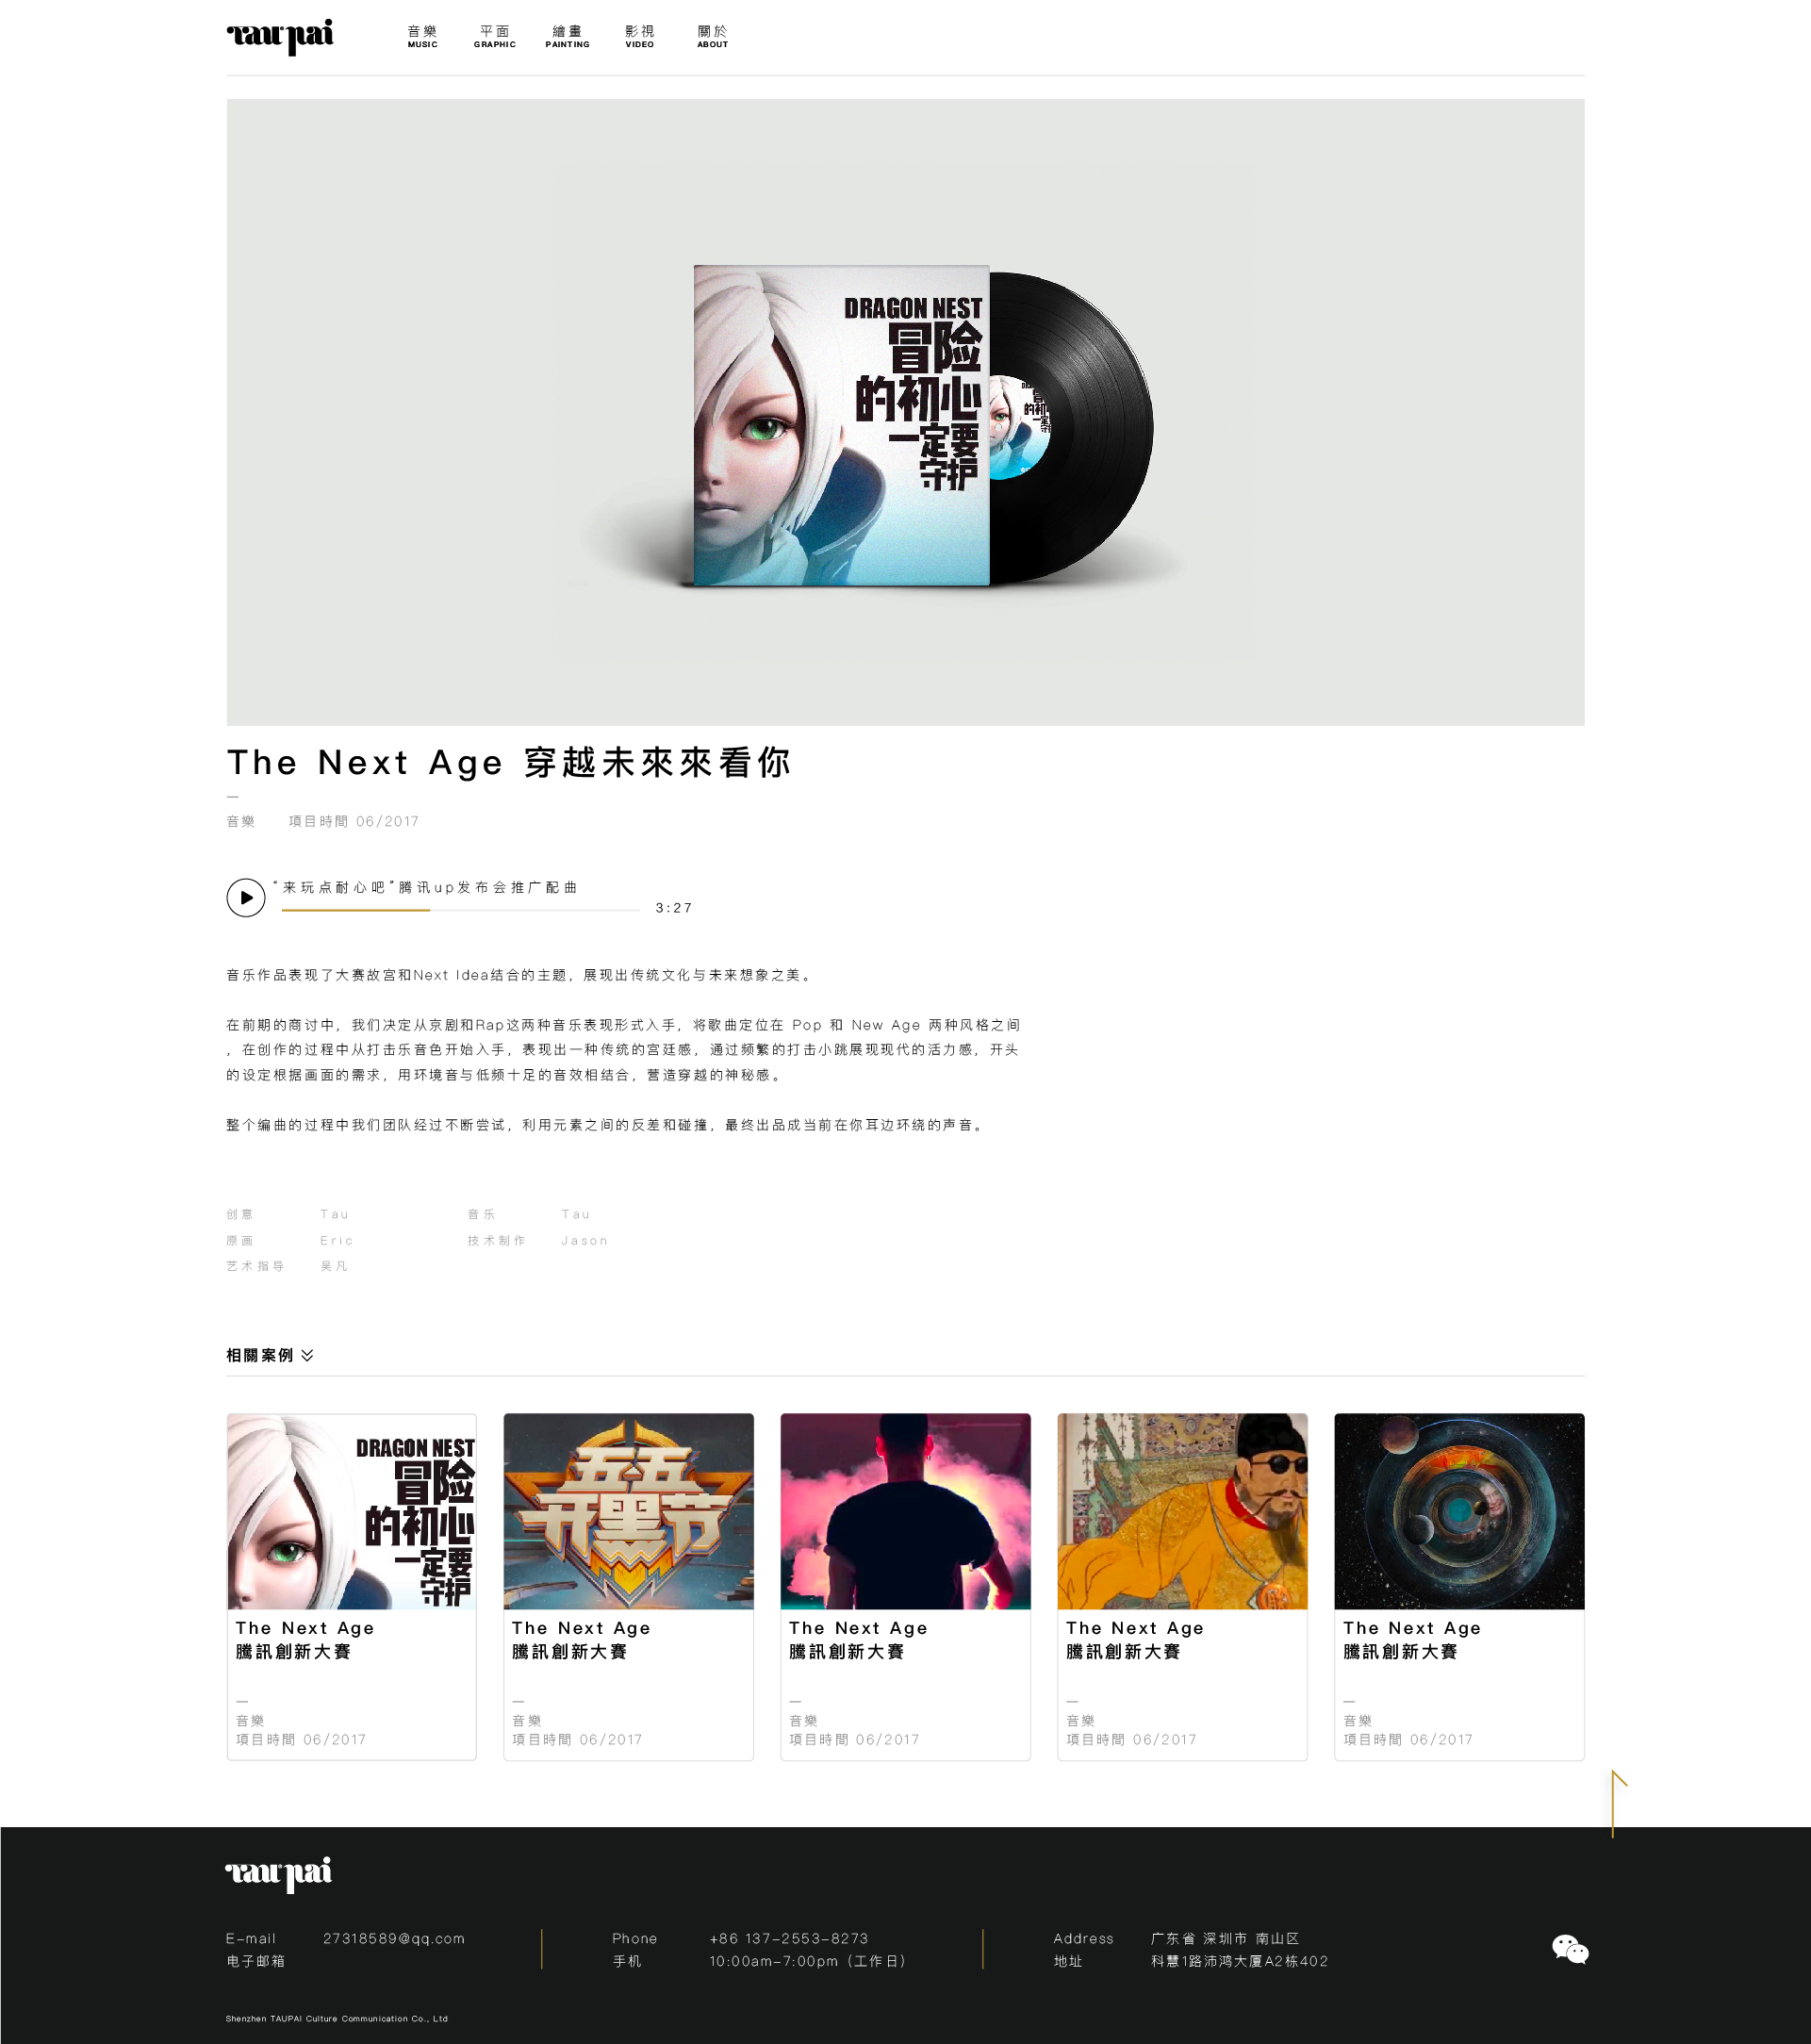 taupai
音樂 平面 繪畫 影視 關於
MUSIC GRAPHIC PAINTING VIDEO ABOUT
DRAGON NEST
冒险
的初心
一定要
守护
The Next Age 穿越未來來看你
音樂 項目時間 06/2017
“来玩点耐心吧”腾讯up发布会推广配曲
3:27
音乐作品表现了大赛故宫和Next Idea结合的主题，展现出传统文化与未来想象之美。
在前期的商讨中，我们决定从京剧和Rap这两种音乐表现形式入手，将歌曲定位在 Pop 和 New Age 两种风格之间
，在创作的过程中从打击乐音色开始入手，表现出一种传统的宫廷感，通过频繁的打击小跳展现现代的活力感，开头
的设定根据画面的需求，用环境音与低频十足的音效相结合，营造穿越的神秘感。
整个编曲的过程中我们团队经过不断尝试，利用元素之间的反差和碰撞，最终出品成当前在你耳边环绕的声音。
创意 Tau 音乐 Tau
原画 Eric 技术制作 Jason
艺术指导 吴凡
相關案例
DRAGON NEST
冒险
的初心
一定要
守护
五五
开黑节
The Next Age The Next Age The Next Age The Next Age The Next Age
騰訊創新大賽 騰訊創新大賽 騰訊創新大賽 騰訊創新大賽 騰訊創新大賽
音樂 音樂 音樂 音樂 音樂
項目時間 06/2017 項目時間 06/2017 項目時間 06/2017 項目時間 06/2017 項目時間 06/2017
taupai
E-mail 27318589@qq.com Phone +86 137-2553-8273 Address 广东省 深圳市 南山区
电子邮箱 手机 10:00am-7:00pm（工作日） 地址 科慧1路沛鸿大厦A2栋402
Shenzhen TAUPAI Culture Communication Co., Ltd